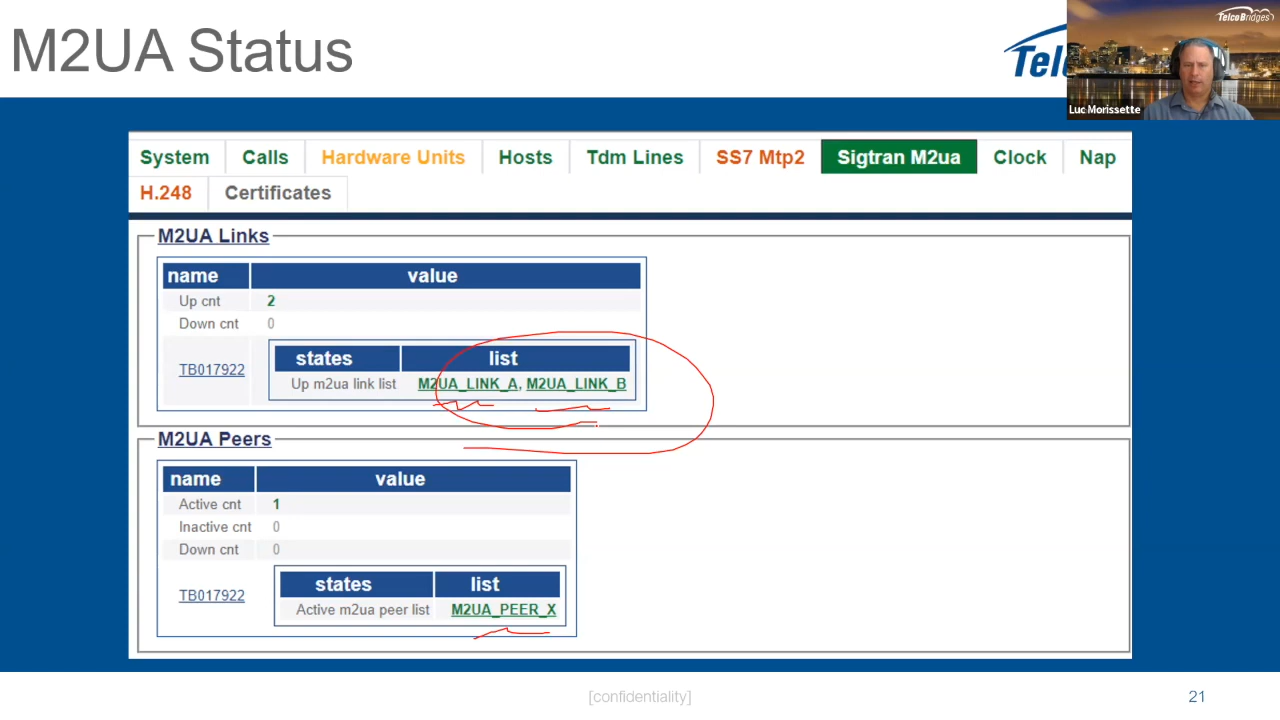 M2UA Status
TelcoBridges
Luc Morissette
System Calls Hardware Units Hosts Tdm Lines SS7 Mtp2 Sigtran M2ua Clock Nap
H.248 Certificates
M2UA Links
name value
Up cnt 2
Down cnt 0
TB017922
states list
Up m2ua link list M2UA_LINK_A, M2UA_LINK_B
M2UA Peers
name value
Active cnt 1
Inactive cnt 0
Down cnt 0
TB017922
states list
Active m2ua peer list M2UA_PEER_X
[confidentiality]
21